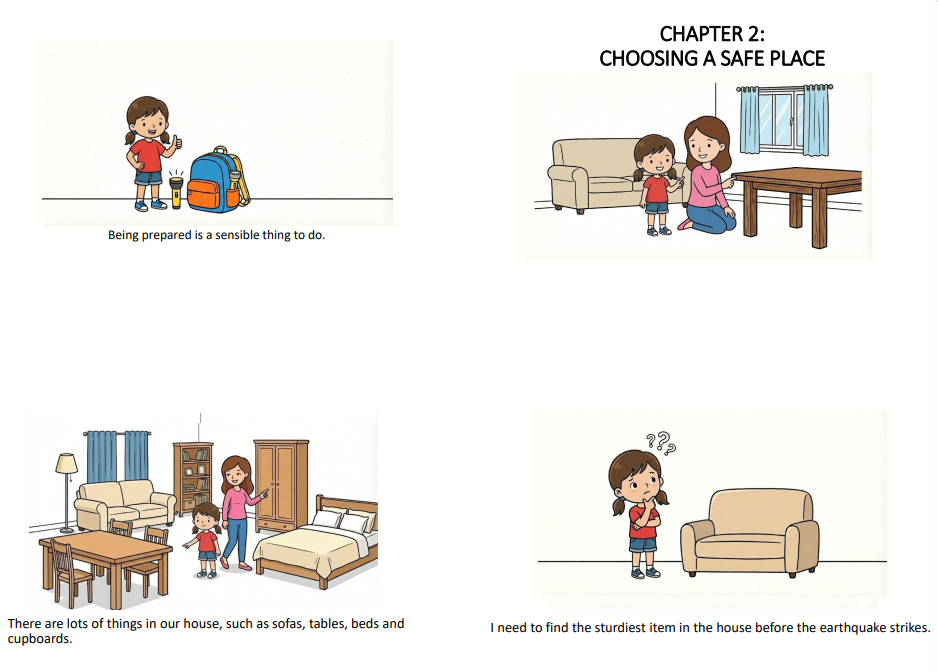 Being prepared is a sensible thing to do.
CHAPTER 2:
CHOOSING A SAFE PLACE
???
There are lots of things in our house, such as sofas, tables, beds and
cupboards.
I need to find the sturdiest item in the house before the earthquake strikes.